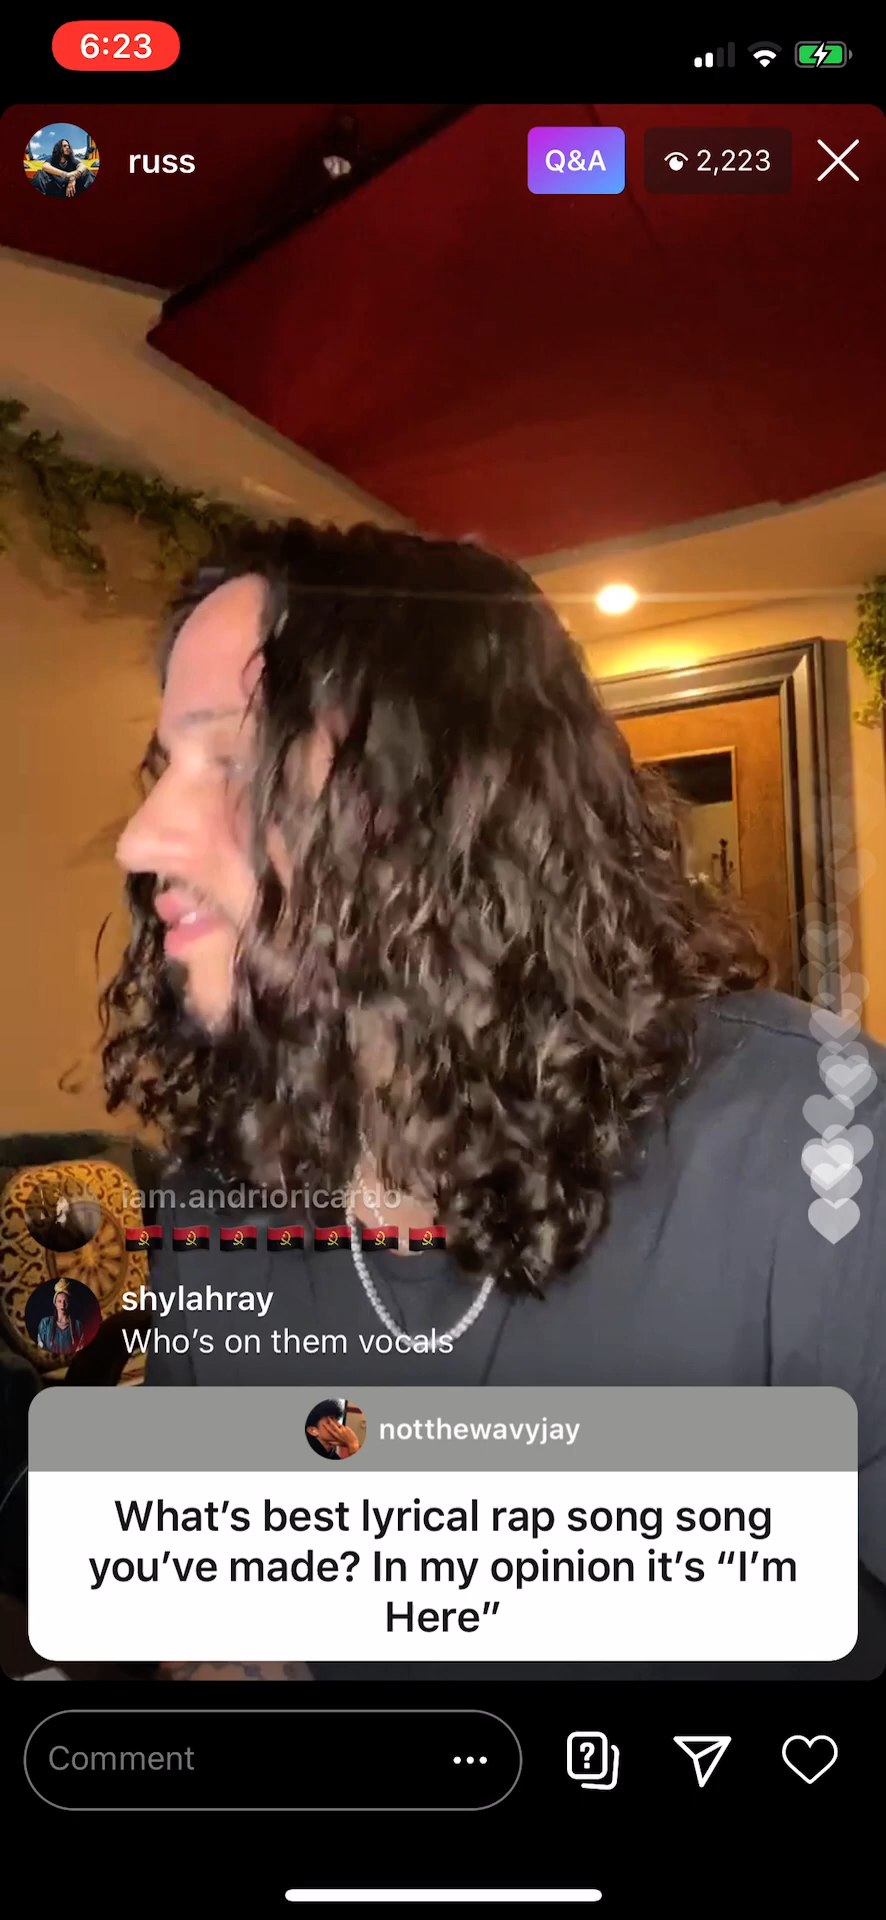 6:23
russ
Q&A
2,223
iam.andrioricardo
🇦🇴🇦🇴🇦🇴🇦🇴🇦🇴🇦🇴🇦🇴
shylahray
Who’s on them vocals
notthewavyjay
What’s best lyrical rap song song
you’ve made? In my opinion it’s “I’m
Here”
Comment